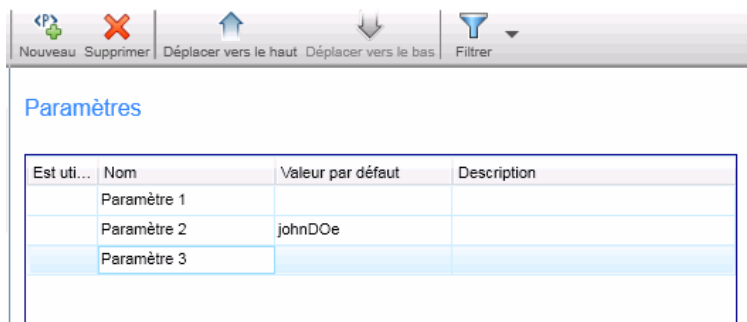 <P>
Nouveau Supprimer Déplacer vers le haut Déplacer vers le bas Filtrer
Paramètres
Est uti... Nom Valeur par défaut Description
Paramètre 1
Paramètre 2 johnDOe
Paramètre 3